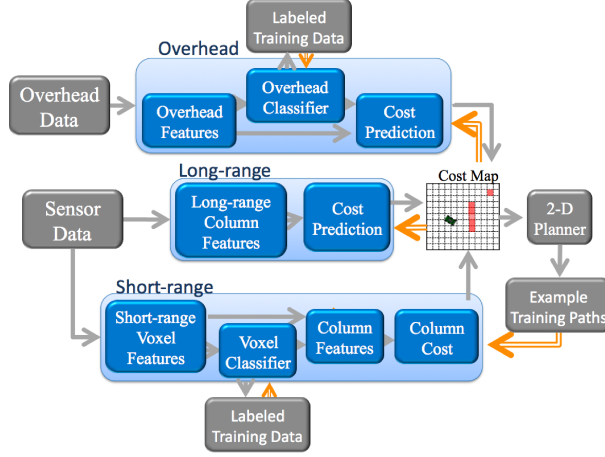 Labeled
Training Data
Overhead
Overhead
Data
Overhead
Features
Overhead
Classifier
Cost
Prediction
Long-range
Cost Map
Sensor
Data
Long-range
Column
Features
Cost
Prediction
2-D
Planner
Short-range
Short-range
Voxel
Features
Voxel
Classifier
Column
Features
Column
Cost
Example
Training Paths
Labeled
Training Data